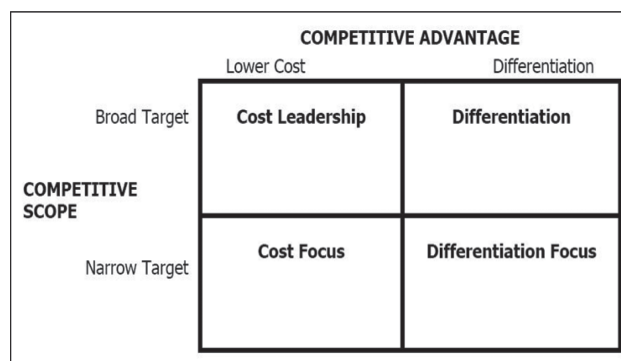 COMPETITIVE ADVANTAGE
Lower Cost Differentiation
Broad Target Cost Leadership Differentiation
COMPETITIVE
SCOPE
Narrow Target Cost Focus Differentiation Focus